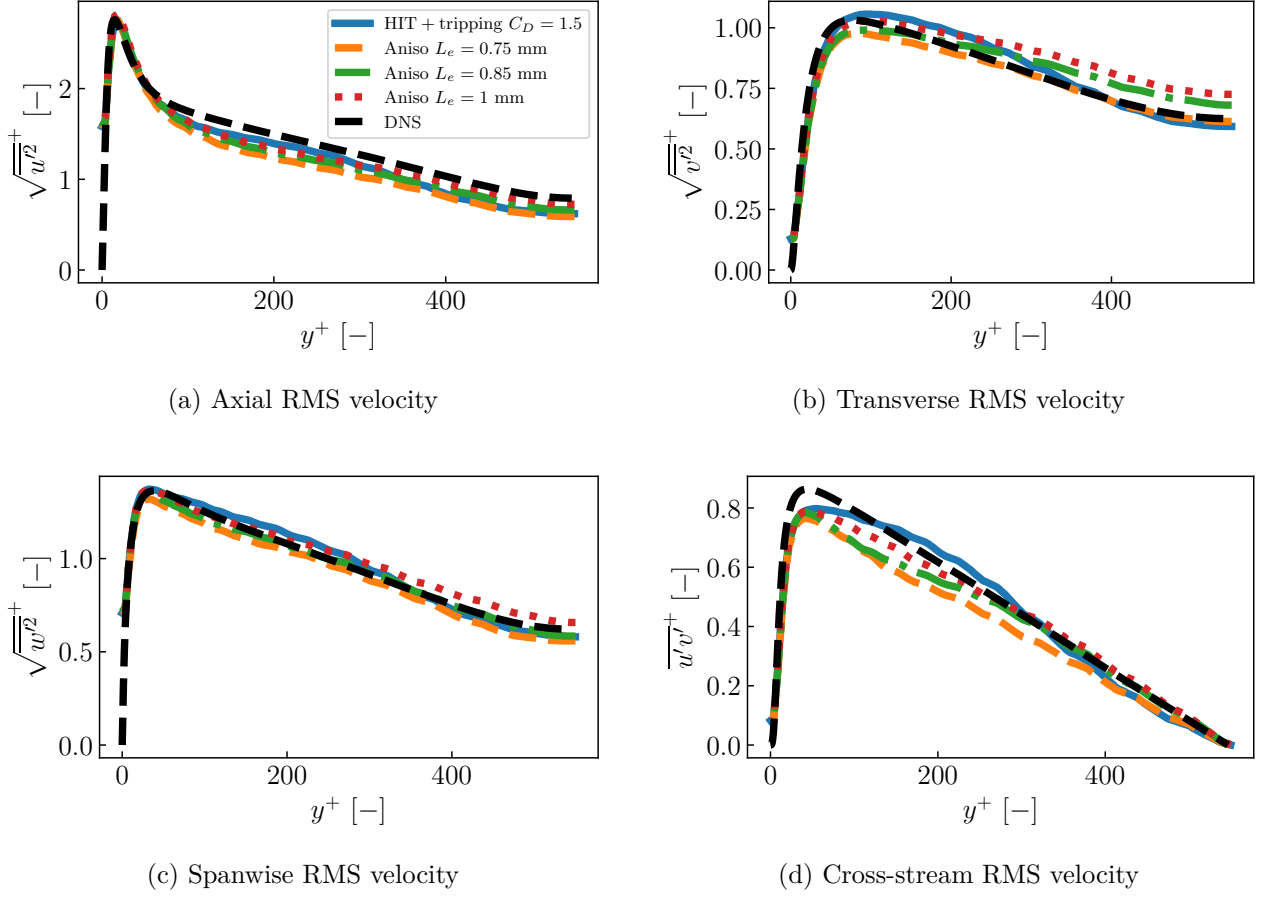 HIT + tripping C_D = 1.5
Aniso L_e = 0.75 mm
Aniso L_e = 0.85 mm
Aniso L_e = 1 mm
DNS
2
1
0
√u′²⁺ [−]
0 200 400
y⁺ [−]
(a) Axial RMS velocity
1.00
0.75
0.50
0.25
0.00
√v′²⁺ [−]
0 200 400
y⁺ [−]
(b) Transverse RMS velocity
1.0
0.5
0.0
√w′²⁺ [−]
0 200 400
y⁺ [−]
(c) Spanwise RMS velocity
0.8
0.6
0.4
0.2
0.0
u′v′⁺ [−]
0 200 400
y⁺ [−]
(d) Cross-stream RMS velocity